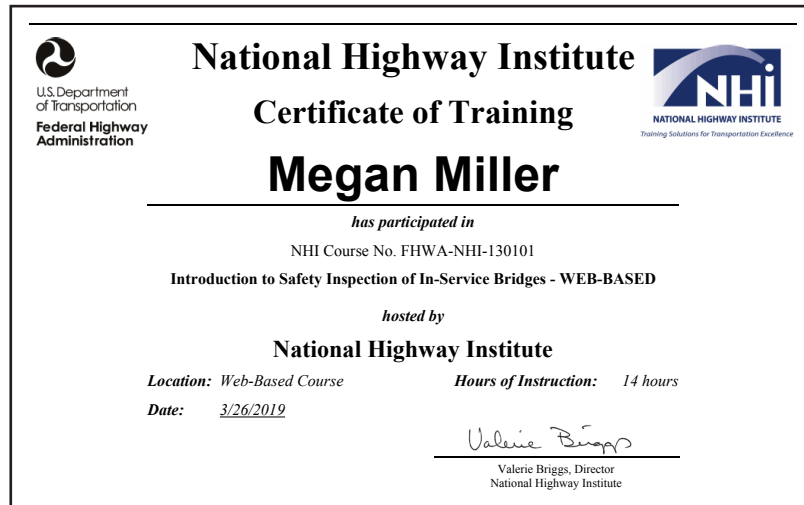 National Highway Institute
Certificate of Training
U.S. Department
of Transportation
Federal Highway
Administration
NHi
NATIONAL HIGHWAY INSTITUTE
Training Solutions for Transportation Excellence
Megan Miller
has participated in
NHI Course No. FHWA-NHI-130101
Introduction to Safety Inspection of In-Service Bridges - WEB-BASED
hosted by
National Highway Institute
Location: Web-Based Course Hours of Instruction: 14 hours
Date: 3/26/2019
Valerie Briggs
Valerie Briggs, Director
National Highway Institute